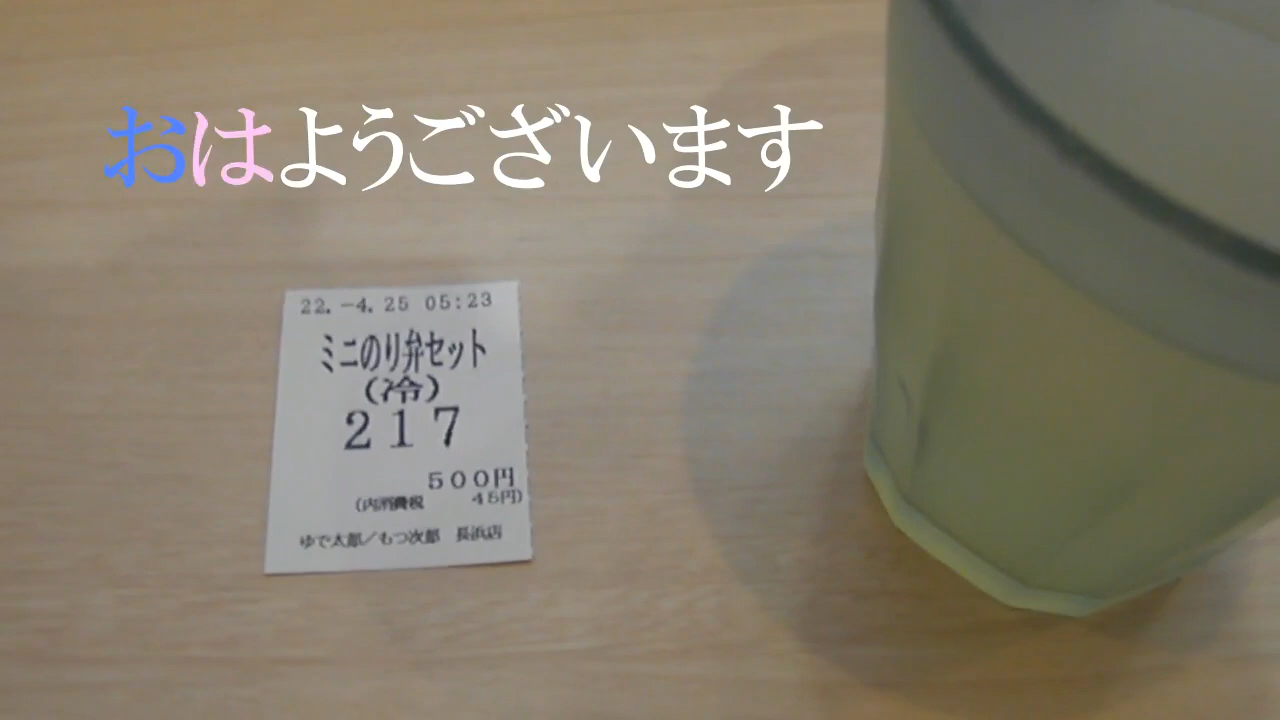 おはようございます
22.-4.25 05:23
ミニのり弁セット
(冷)
217
500円
(内消費税 45円)
ゆで太郎/もつ次郎 長浜店